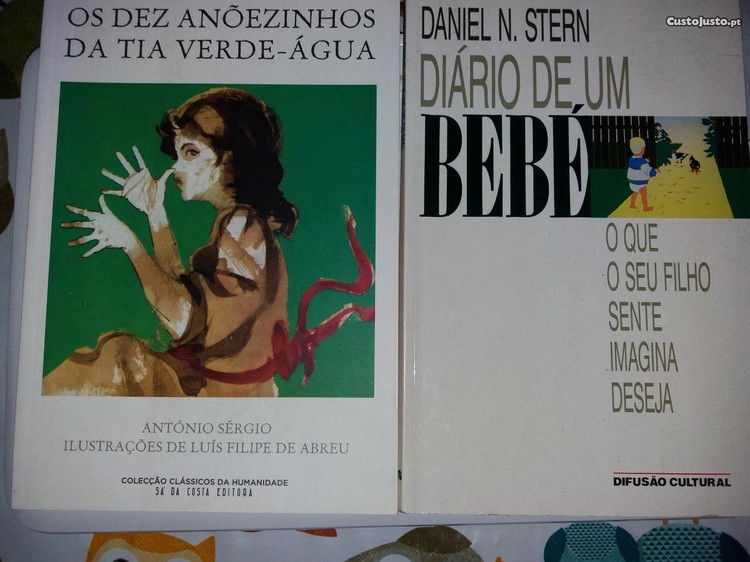 OS DEZ ANÕEZINHOS
DA TIA VERDE-ÁGUA
ANTÓNIO SÉRGIO
ILUSTRAÇÕES DE LUÍS FILIPE DE ABREU
COLECÇÃO CLÁSSICOS DA HUMANIDADE
SÁ DA COSTA EDITORA
DANIEL N. STERN
DIÁRIO DE UM
BEBÉ
O QUE
O SEU FILHO
SENTE
IMAGINA
DESEJA
DIFUSÃO CULTURAL
CustoJusto.pt